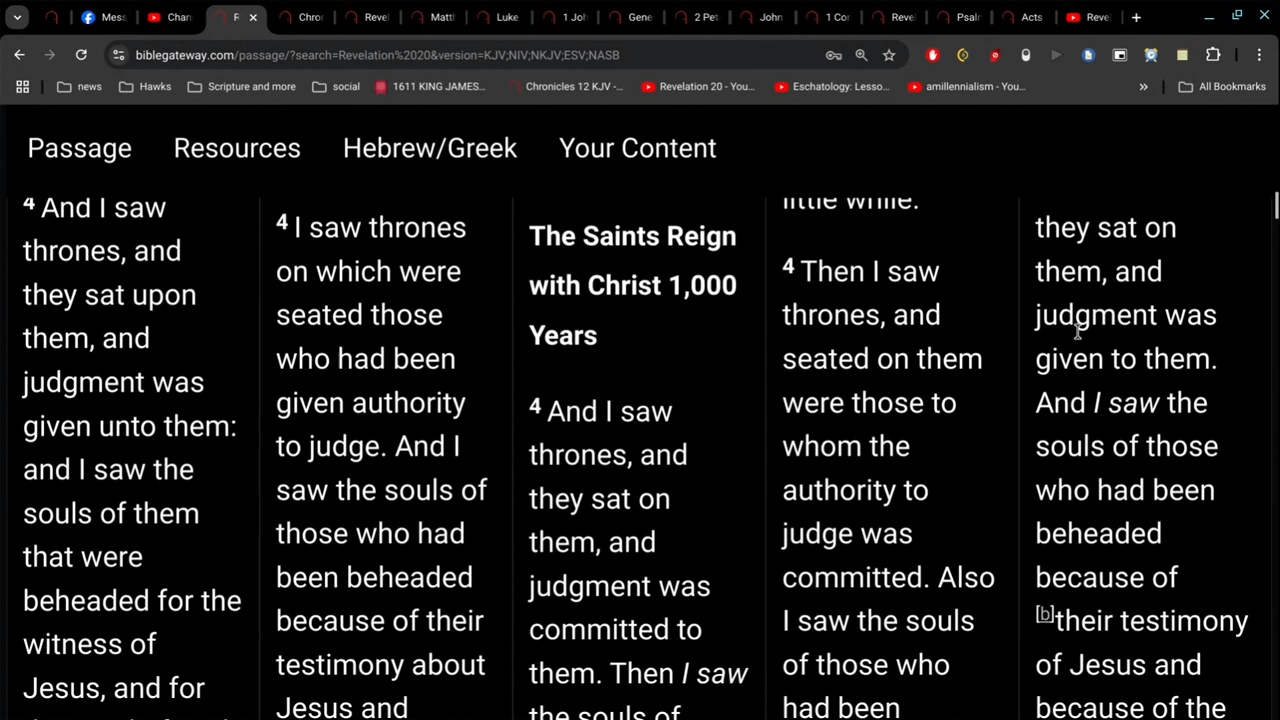 Mess
Chan
R
Chro
Revel
Matt
Luke
1 Joh
Gene
2 Pet
John
1 Co
Reve
Psalr
Acts
Reve
biblegateway.com/passage/?search=Revelation%2020&version=KJV;NIV;NKJV;ESV;NASB
news
Hawks
Scripture and more
social
1611 KING JAMES...
Chronicles 12 KJV -...
Revelation 20 - You...
Eschatology: Lesso...
amillennialism - You...
All Bookmarks
Passage
Resources
Hebrew/Greek
Your Content
4 And I saw
thrones, and
they sat upon
them, and
judgment was
given unto them:
and I saw the
souls of them
that were
beheaded for the
witness of
Jesus, and for
4 I saw thrones
on which were
seated those
who had been
given authority
to judge. And I
saw the souls of
those who had
been beheaded
because of their
testimony about
Jesus and
The Saints Reign
with Christ 1,000
Years
4 And I saw
thrones, and
they sat on
them, and
judgment was
committed to
them. Then I saw
the souls of
little while.
4 Then I saw
thrones, and
seated on them
were those to
whom the
authority to
judge was
committed. Also
I saw the souls
of those who
had been
they sat on
them, and
judgment was
given to them.
And I saw the
souls of those
who had been
beheaded
because of
[b]their testimony
of Jesus and
because of the